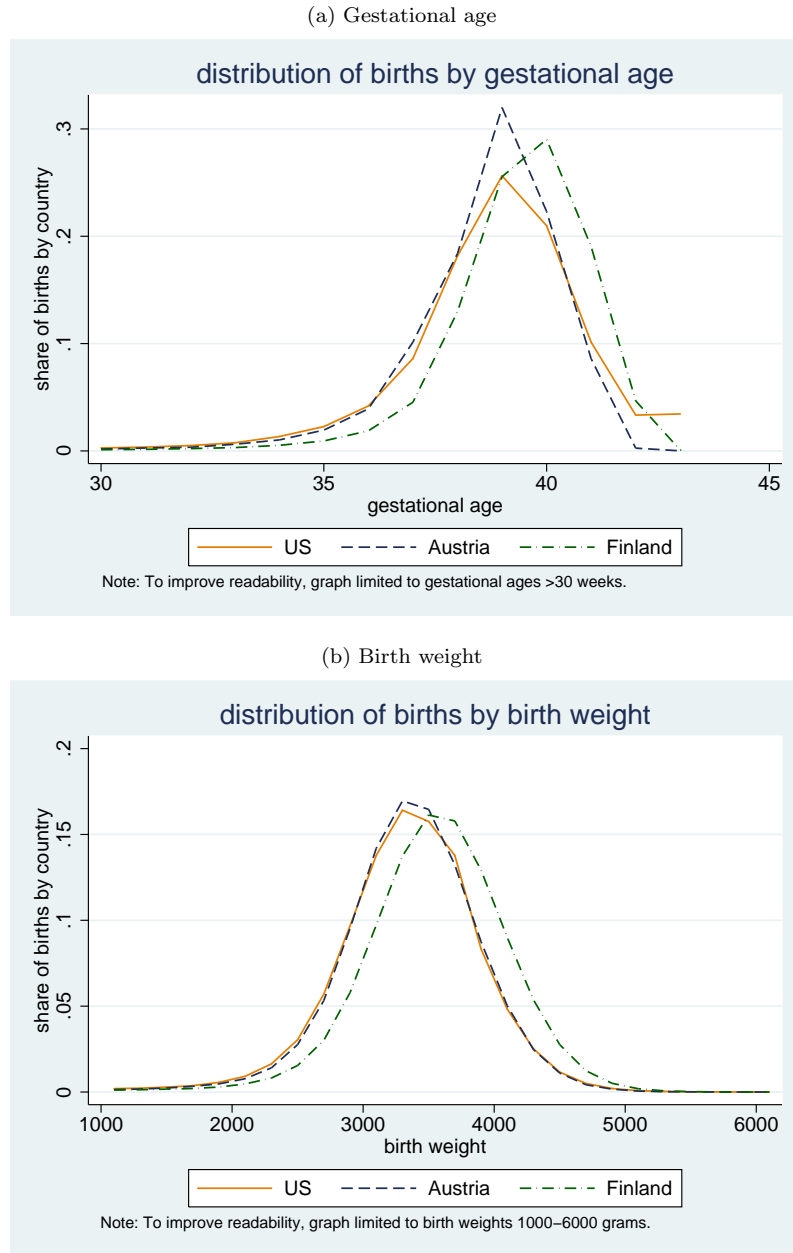 (a) Gestational age
distribution of births by gestational age
share of births by country
.3
.2
.1
0
30 35 40 45
gestational age
US Austria Finland
Note: To improve readability, graph limited to gestational ages >30 weeks.
(b) Birth weight
distribution of births by birth weight
share of births by country
.2
.15
.1
.05
0
1000 2000 3000 4000 5000 6000
birth weight
US Austria Finland
Note: To improve readability, graph limited to birth weights 1000−6000 grams.